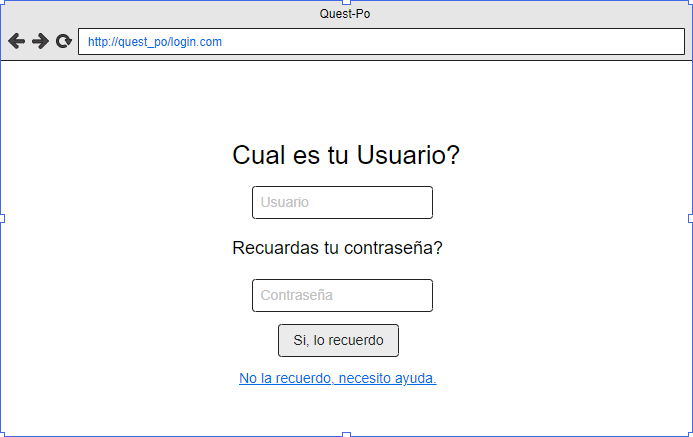 Quest-Po
http://quest_po/login.com
Cual es tu Usuario?
Usuario
Recuerdas tu contraseña?
Contraseña
Si, lo recuerdo
No la recuerdo, necesito ayuda.